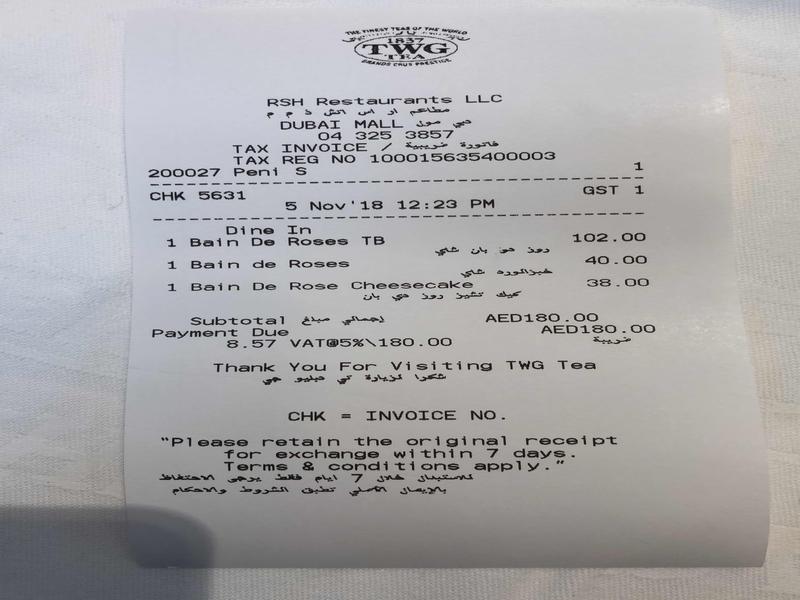 THE FINEST TEAS OF THE WORLD
1837
TWG
TEA
GRANDS CRUS PRESTIGE
RSH Restaurants LLC
مطاعم ار اس اتش ذ م م
DUBAI MALL دبي مول
04 325 3857
TAX INVOICE / فاتورة ضريبية
TAX REG NO 100015635400003
200027 Peni S 1
CHK 5631 GST 1
5 Nov'18 12:23 PM
Dine In
1 Bain De Roses TB 102.00
روز دو بان شاي
1 Bain de Roses 40.00
شاي
1 Bain De Rose Cheesecake 38.00
كيك تشيز روز دي بان
Subtotal إجمالي مبلغ AED180.00
Payment Due AED180.00
8.57 VAT@5%\180.00 ضريبة
Thank You For Visiting TWG Tea
شكرا لزيارة تي دبليو جي
CHK = INVOICE NO.
"Please retain the original receipt
for exchange within 7 days.
Terms & conditions apply."
للاستبدال خلال 7 ايام فقط يرجى الاحتفاظ
بالإيصال الأصلي تطبق الشروط والاحكام